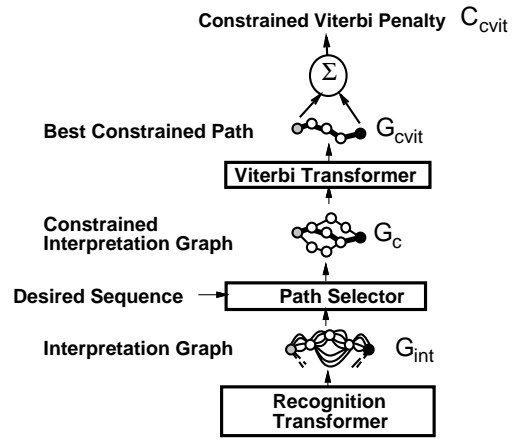 Constrained Viterbi Penalty C_cvit
Σ
Best Constrained Path G_cvit
Viterbi Transformer
Constrained
Interpretation Graph G_c
Desired Sequence Path Selector
Interpretation Graph G_int
Recognition
Transformer